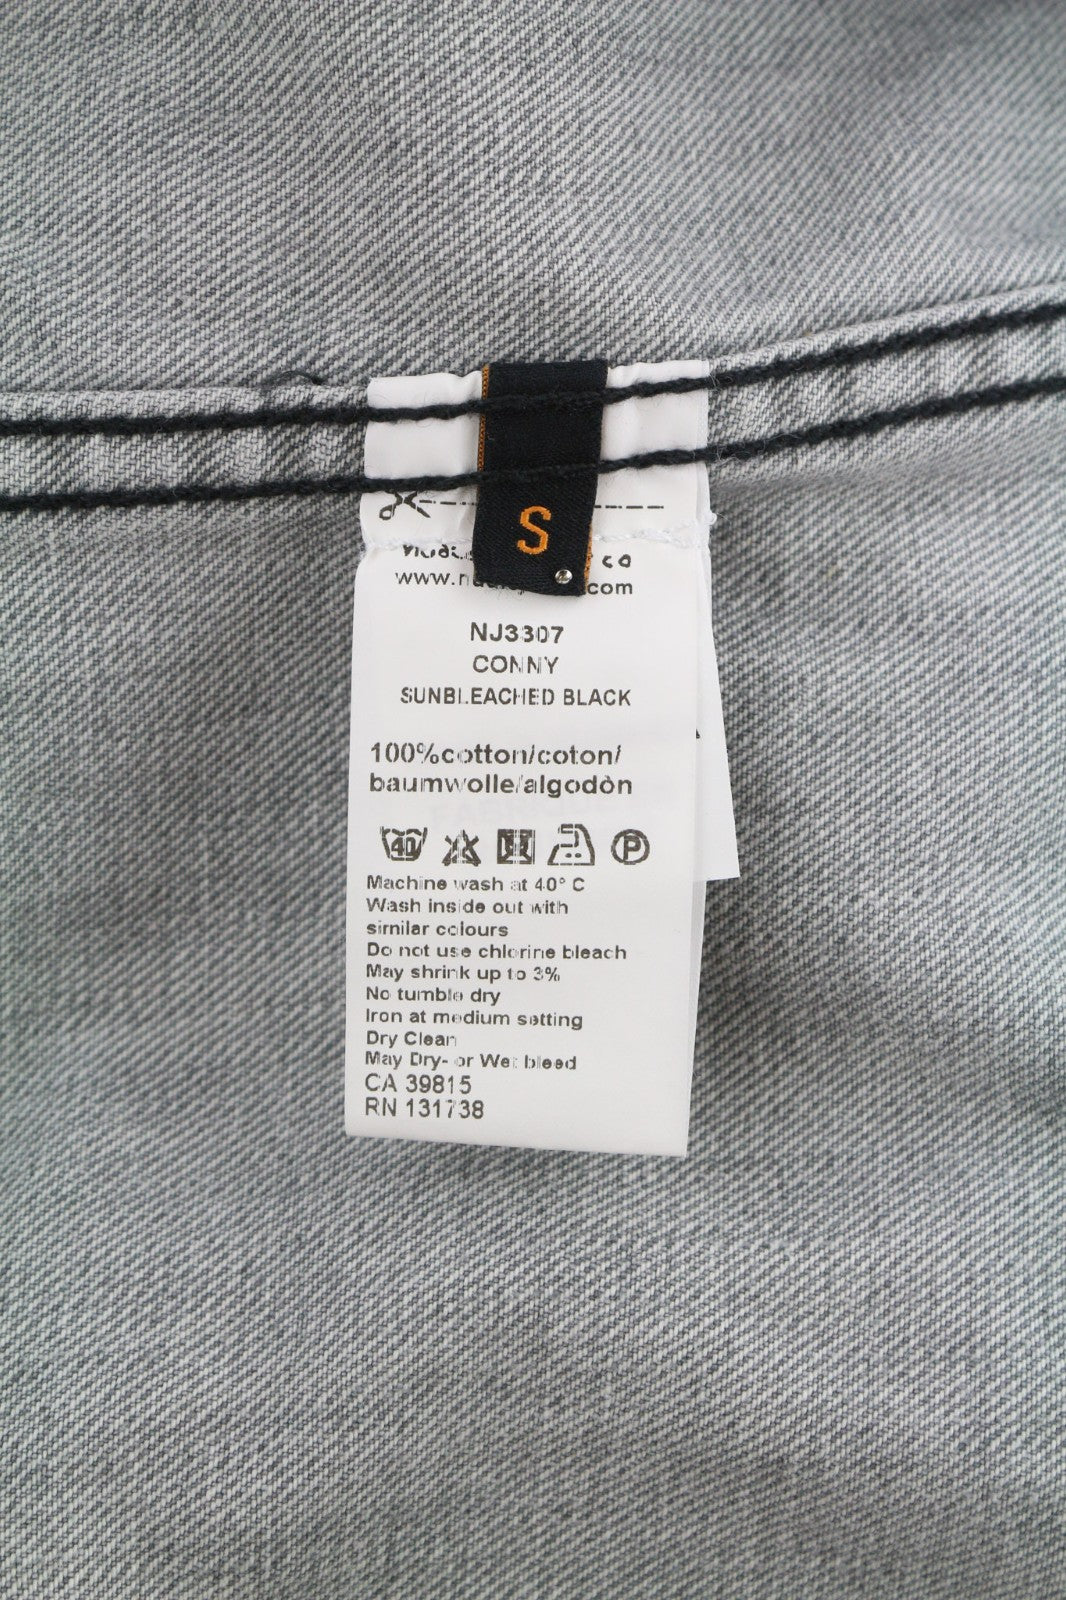 S
NJ3307
CONNY
SUNBLEACHED BLACK
100%cotton/coton/
baumwolle/algodòn
40 P
Machine wash at 40° C
Wash inside out with
similar colours
Do not use chlorine bleach
May shrink up to 3%
No tumble dry
Iron at medium setting
Dry Clean
May Dry- or Wet bleed
CA 39815
RN 131738